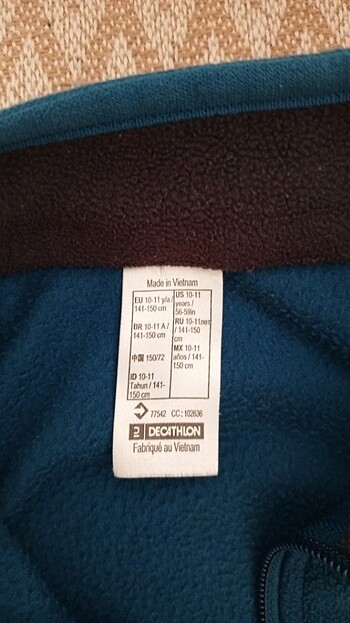 Made in Vietnam
EU 10-11 y/a /
141-150 cm
BR 10-11 A /
141-150 cm
中国 150/72
ID 10-11
Tahun / 141-
150 cm
US 10-11
years /
56-59in
RU 10-11лет
/ 141-150
cm
MX 10-11
años / 141-
150 cm
77542 CC: 102636
DECATHLON
Fabriqué au Vietnam